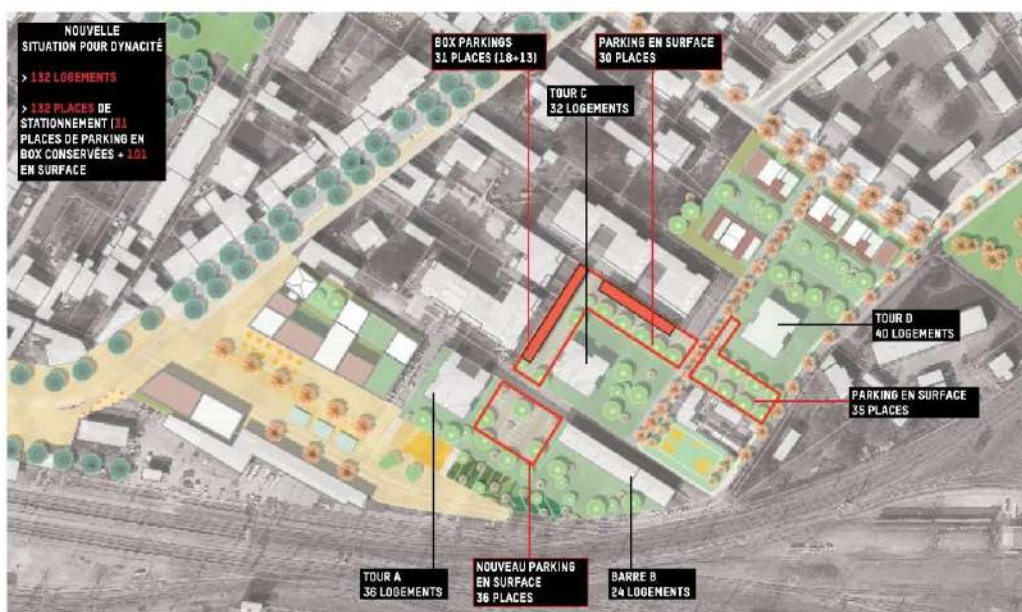 NOUVELLE
SITUATION POUR DYNACITÉ
> 132 LOGEMENTS
> 132 PLACES DE
STATIONNEMENT (31
PLACES DE PARKING EN
BOX CONSERVÉES + 101
EN SURFACE
BOX PARKINGS
31 PLACES (18+13)
PARKING EN SURFACE
30 PLACES
TOUR C
32 LOGEMENTS
TOUR D
40 LOGEMENTS
PARKING EN SURFACE
35 PLACES
TOUR A
36 LOGEMENTS
NOUVEAU PARKING
EN SURFACE
36 PLACES
BARRE B
24 LOGEMENTS